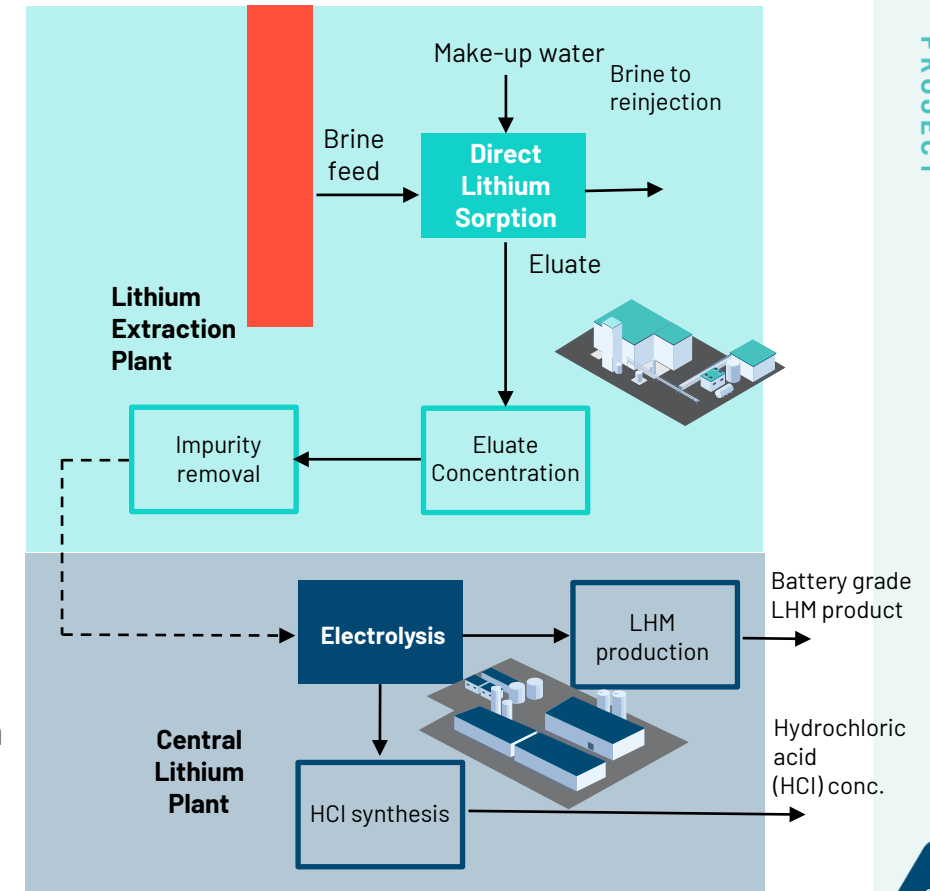 Make-up water
Brine to
reinjection
Brine
feed
Direct
Lithium
Sorption
Eluate
Lithium
Extraction
Plant
Impurity
removal
Eluate
Concentration
Electrolysis
LHM
production
Battery grade
LHM product
Central
Lithium
Plant
HCl synthesis
Hydrochloric
acid
(HCl) conc.